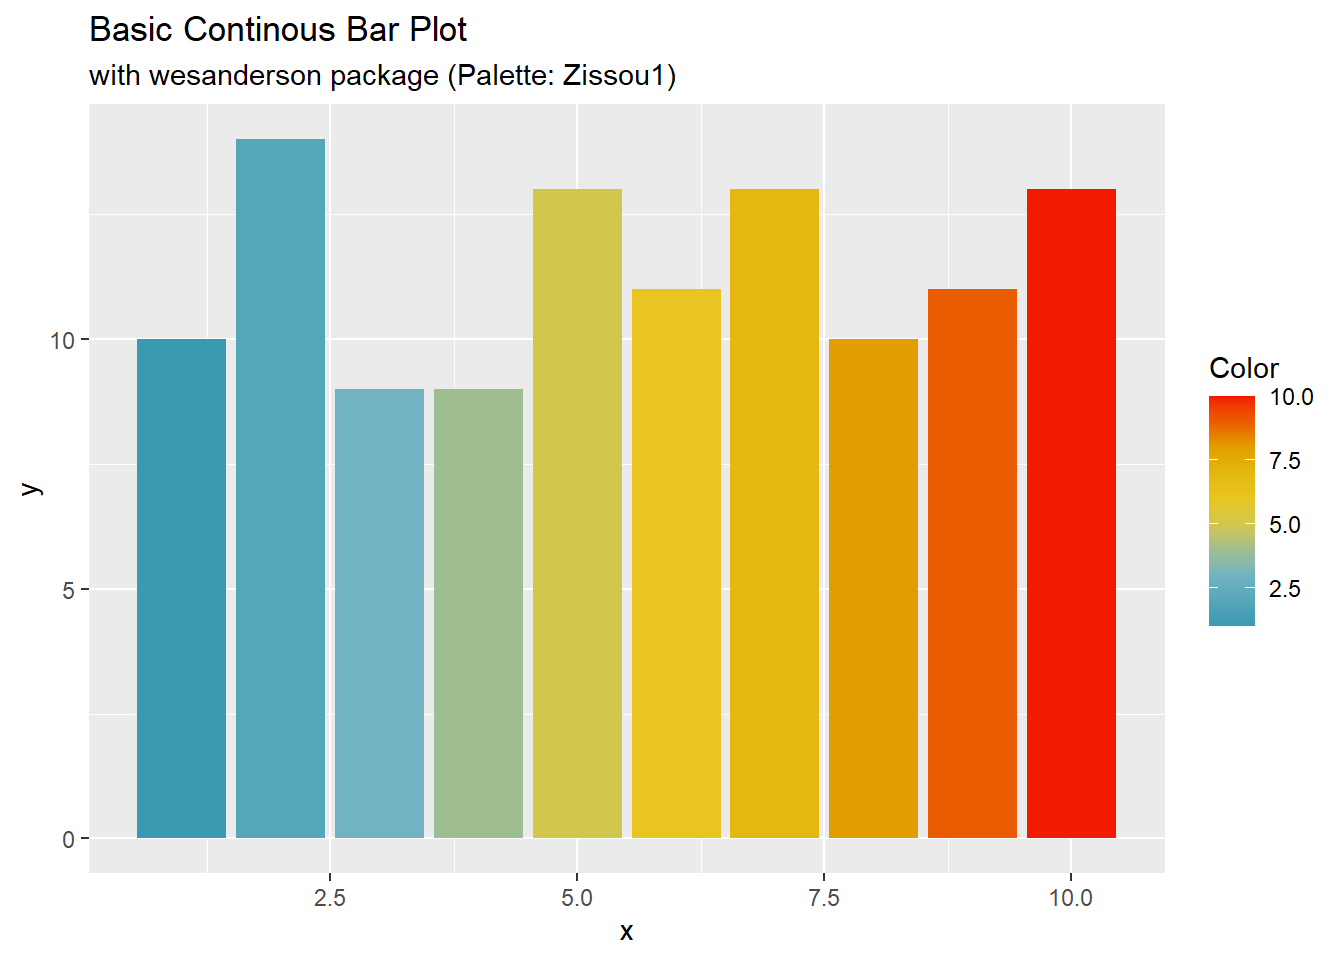 Basic Continous Bar Plot
with wesanderson package (Palette: Zissou1)
y
10
5
0
2.5
5.0
7.5
10.0
x
Color
10.0
7.5
5.0
2.5